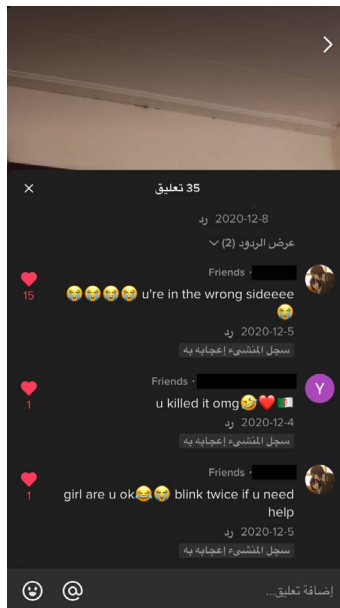 35 تعليق
2020-12-8 رد
عرض الردود (2)
Friends ·
😭😭😭😭 u're in the wrong sideeee
😭
15
2020-12-5 رد
سجل المنشىء إعجابه به
Friends ·
Y
u killed it omg🤣❤️🇩🇿
1
2020-12-4 رد
سجل المنشىء إعجابه به
Friends ·
girl are u ok😂😭 blink twice if u need
help
1
2020-12-5 رد
سجل المنشىء إعجابه به
إضافة تعليق...
@